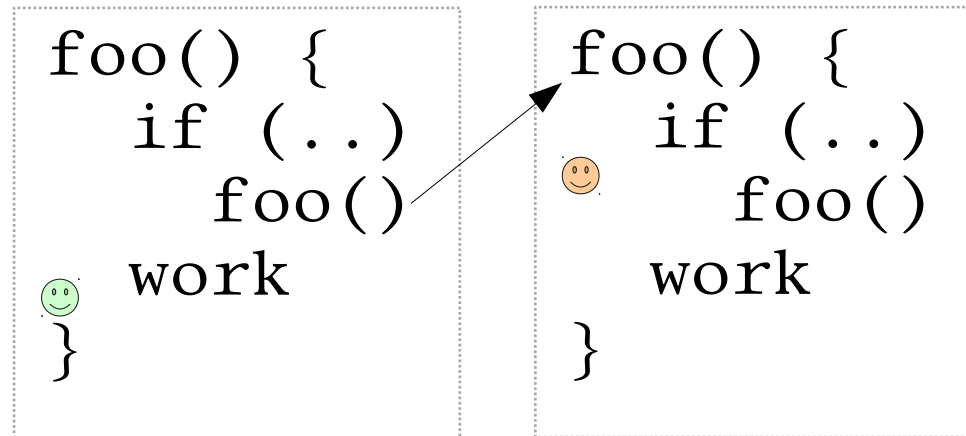 foo() {
if (..)
foo()
work
}
foo() {
if (..)
foo()
work
}